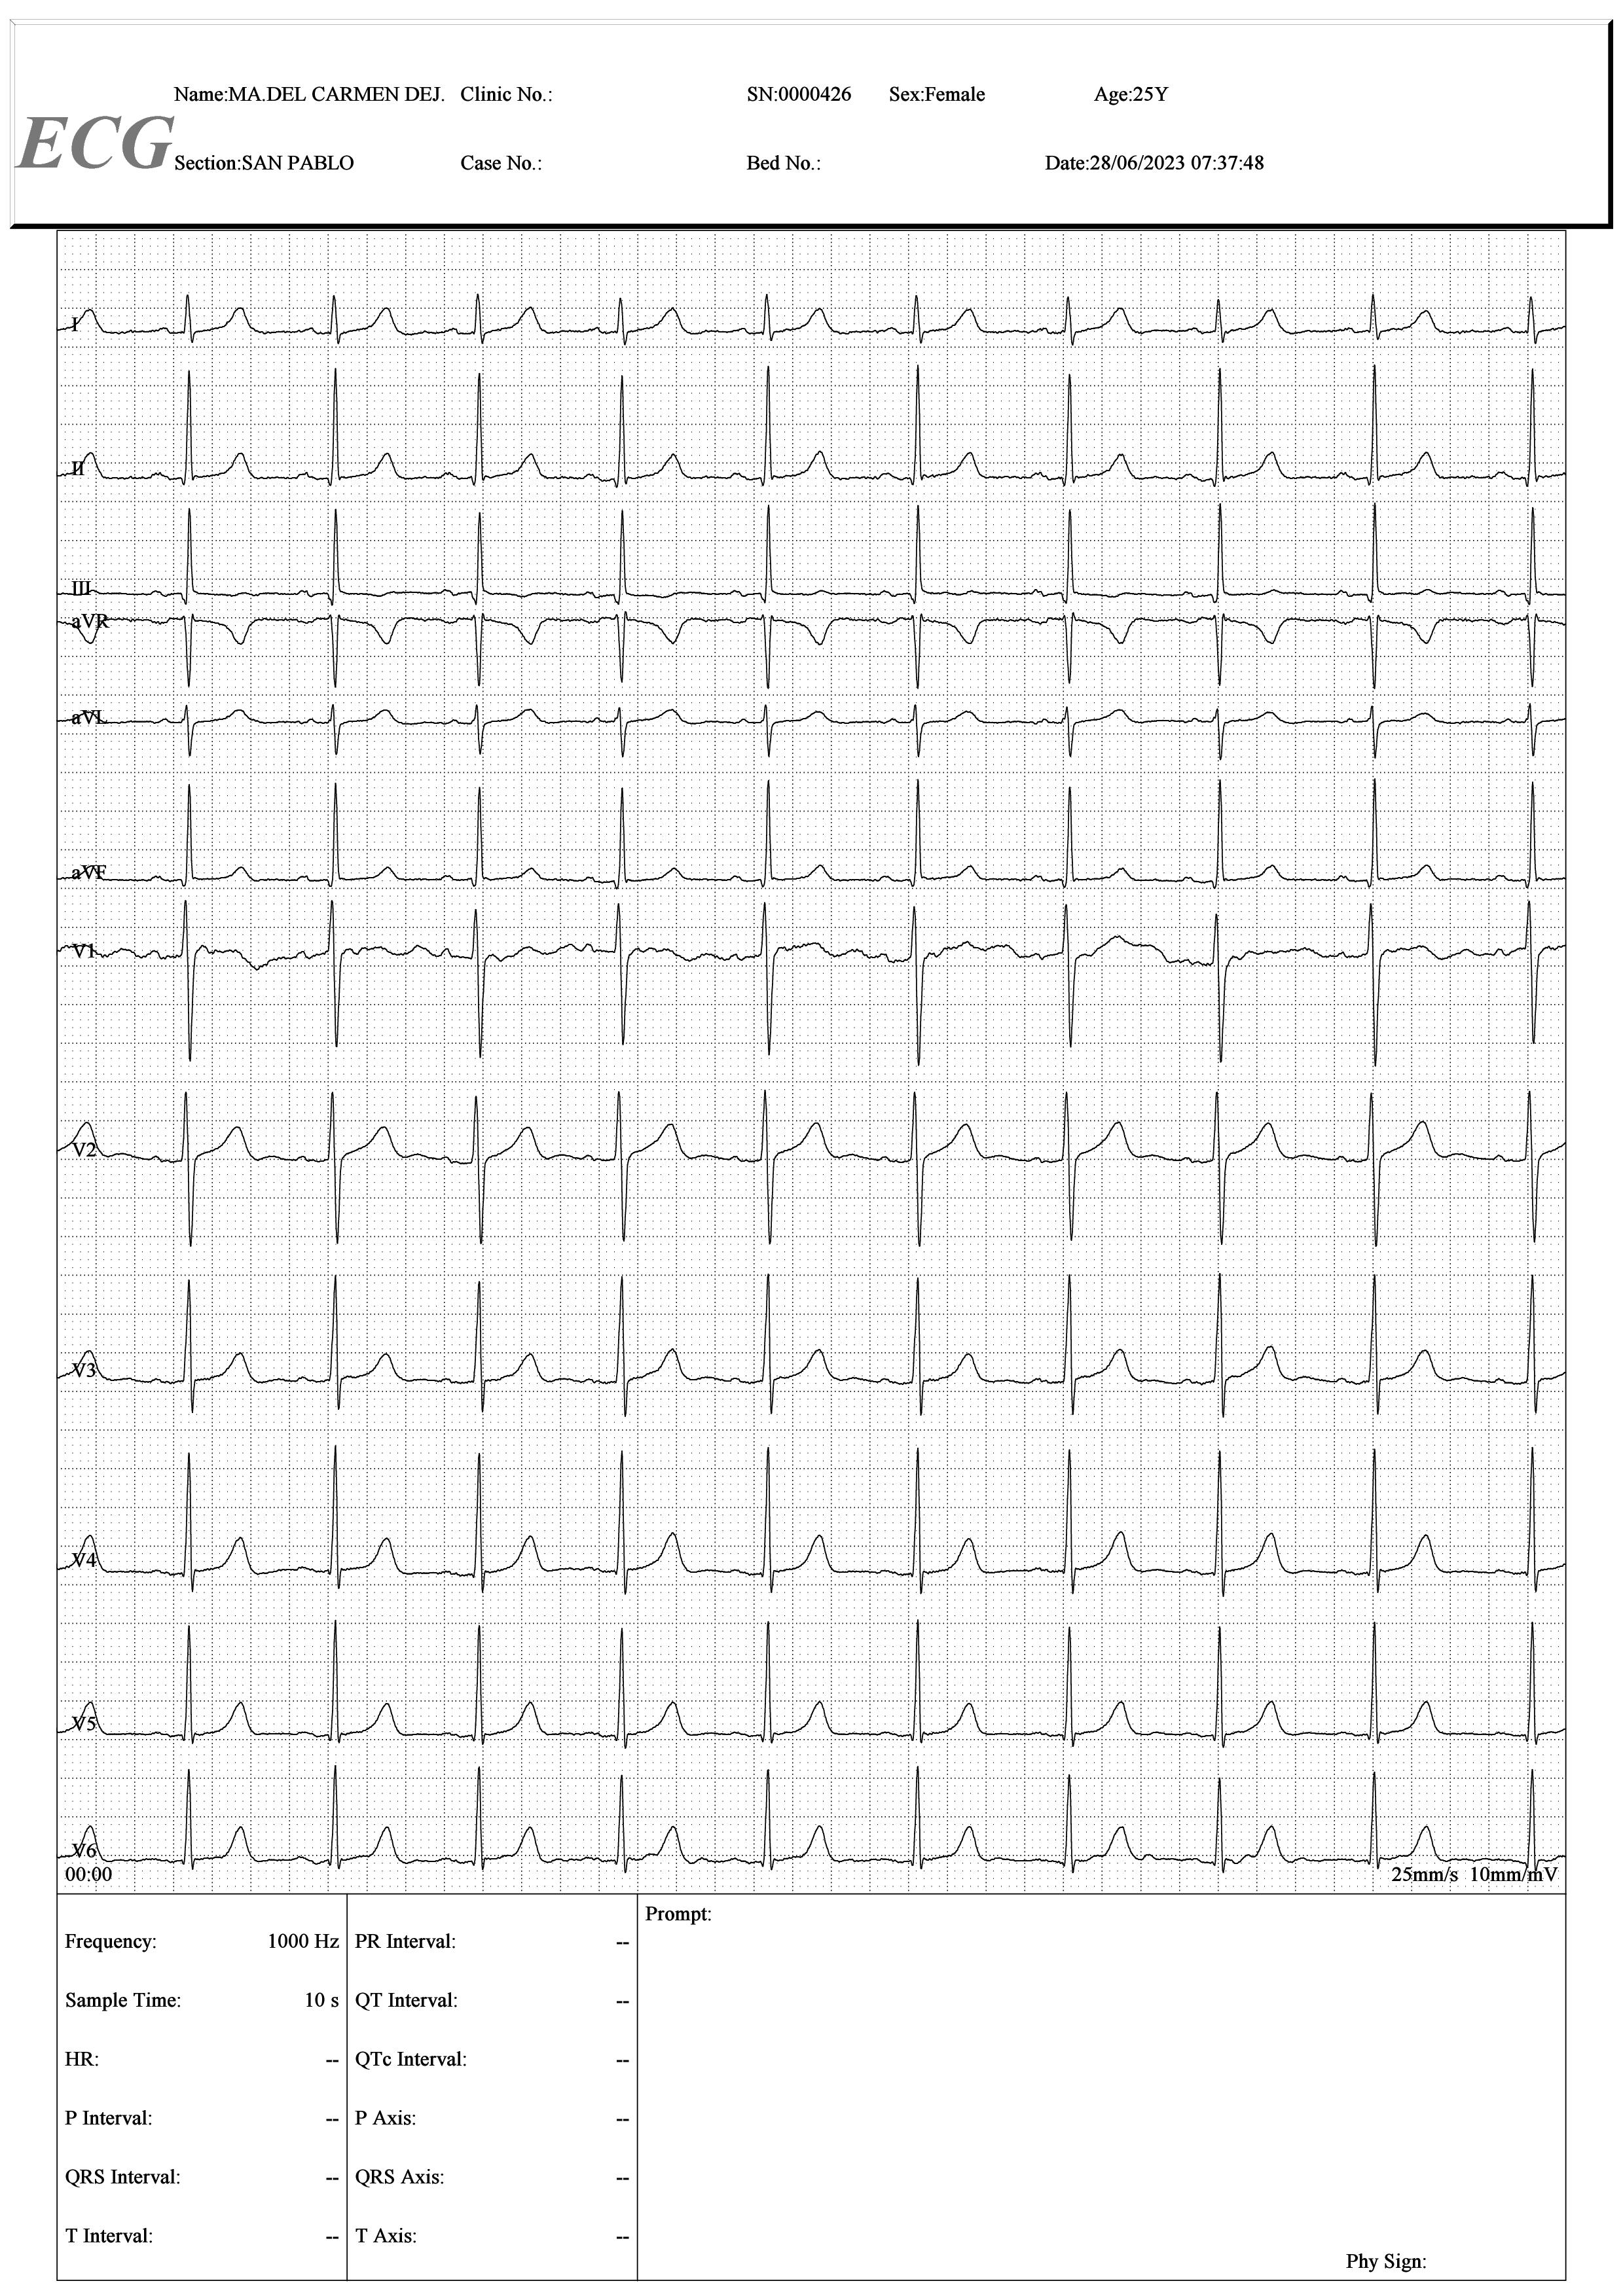 ECG
Name:MA.DEL CARMEN DEJ. Clinic No.: SN:0000426 Sex:Female Age:25Y
Section:SAN PABLO Case No.: Bed No.: Date:28/06/2023 07:37:48
I
II
III
aVR
aVL
aVF
V1
V2
V3
V4
V5
V6
00:00 25mm/s 10mm/mV
Prompt:
Frequency: 1000 Hz PR Interval: --
Sample Time: 10 s QT Interval: --
HR: -- QTc Interval: --
P Interval: -- P Axis: --
QRS Interval: -- QRS Axis: --
T Interval: -- T Axis: --
Phy Sign: